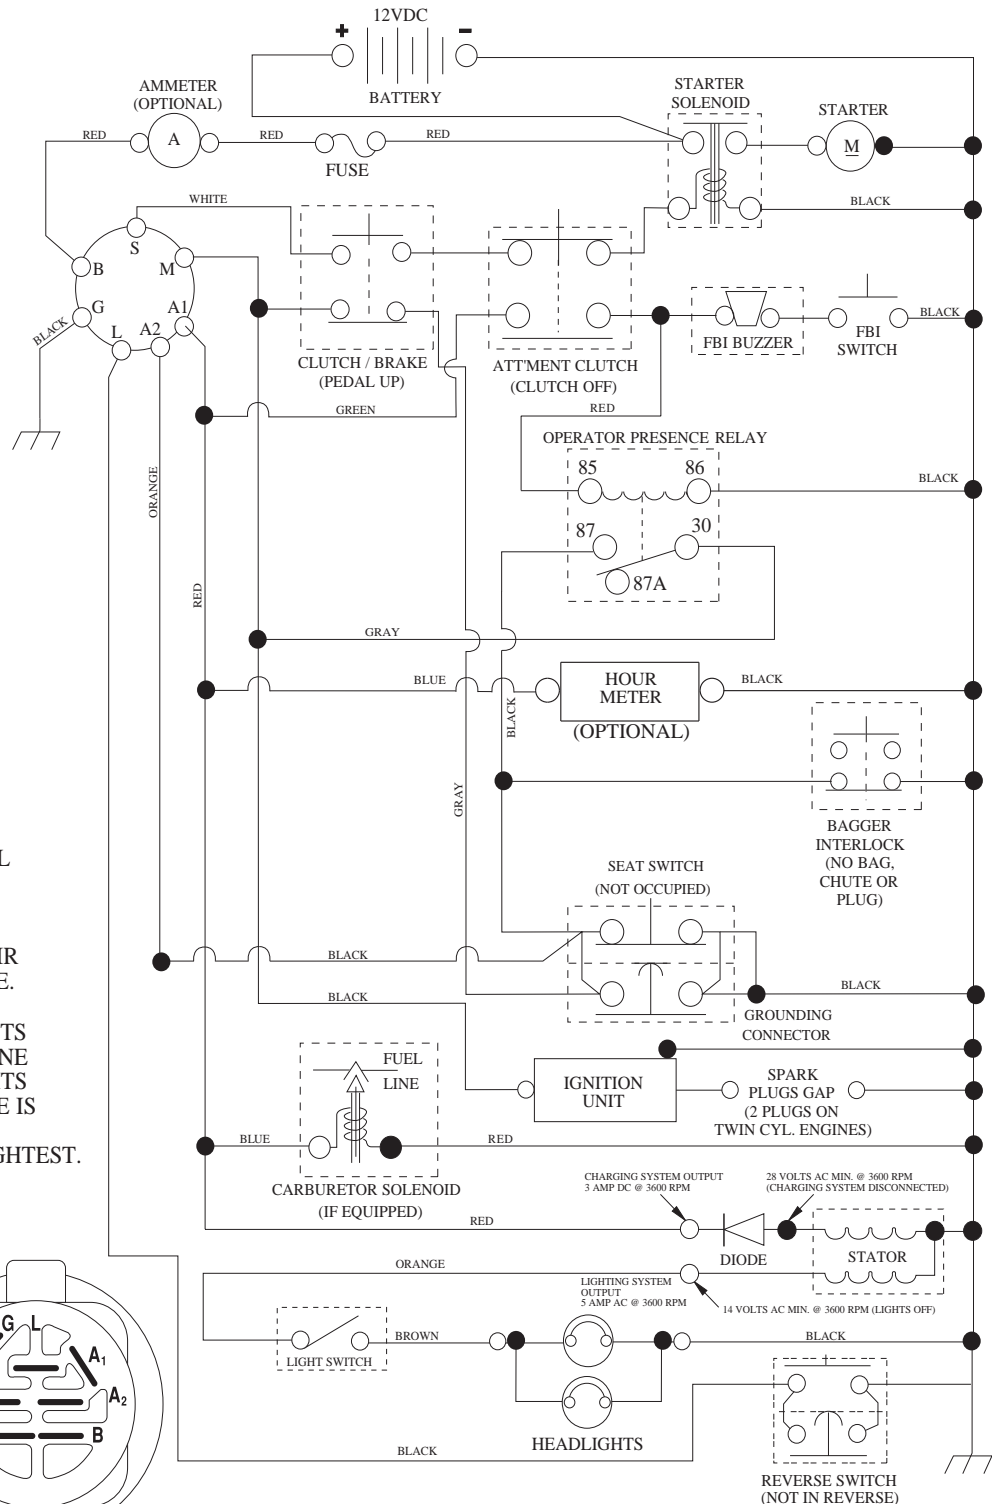 12VDC
+ -
BATTERY
AMMETER
(OPTIONAL)
A
RED
RED
FUSE
RED
STARTER
SOLENOID
STARTER
M
BLACK
WHITE
S
B
M
G
A1
A2
L
BLACK
CLUTCH / BRAKE
(PEDAL UP)
ATT'MENT CLUTCH
(CLUTCH OFF)
FBI BUZZER
FBI
SWITCH
BLACK
GREEN
RED
OPERATOR PRESENCE RELAY
85
86
87
30
87A
BLACK
ORANGE
RED
GRAY
BLUE
HOUR
METER
(OPTIONAL)
BLACK
BLACK
GRAY
BAGGER
INTERLOCK
(NO BAG,
CHUTE OR
PLUG)
SEAT SWITCH
(NOT OCCUPIED)
BLACK
BLACK
BLACK
GROUNDING
CONNECTOR
IGNITION
UNIT
SPARK
PLUGS GAP
(2 PLUGS ON
TWIN CYL. ENGINES)
FUEL
LINE
BLUE
RED
CARBURETOR SOLENOID
(IF EQUIPPED)
RED
CHARGING SYSTEM OUTPUT
3 AMP DC @ 3600 RPM
28 VOLTS AC MIN. @ 3600 RPM
(CHARGING SYSTEM DISCONNECTED)
DIODE
STATOR
ORANGE
LIGHTING SYSTEM
OUTPUT
5 AMP AC @ 3600 RPM
14 VOLTS AC MIN. @ 3600 RPM (LIGHTS OFF)
LIGHT SWITCH
BROWN
BLACK
HEADLIGHTS
BLACK
REVERSE SWITCH
(NOT IN REVERSE)
L
IR
E.
TS
NE
TS
E IS
GHTEST.
G L
A1
A2
B